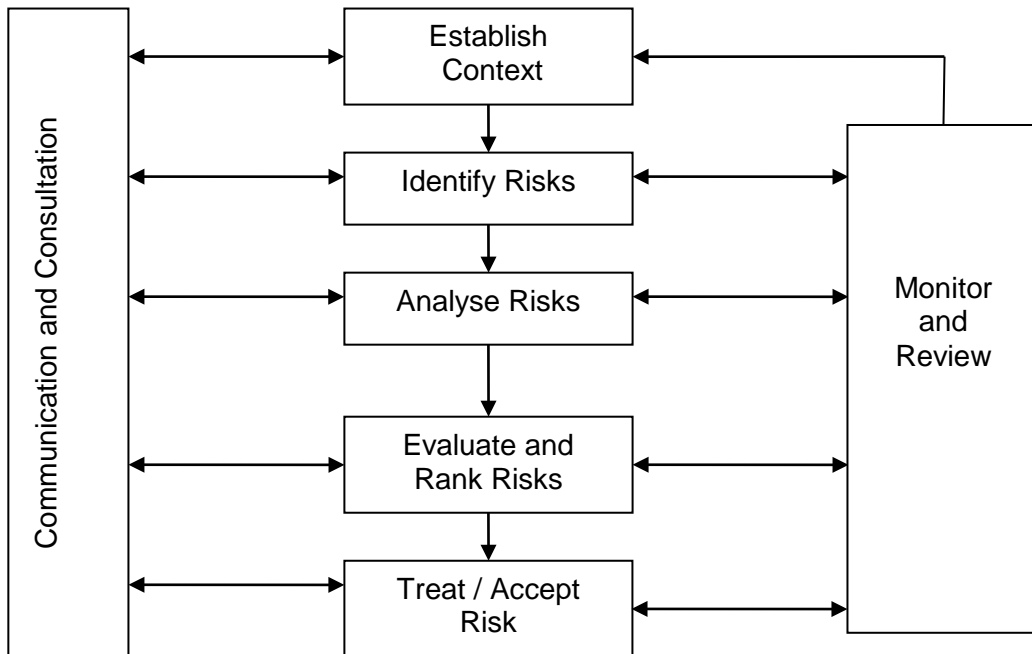 Communication and Consultation
Establish
Context
Identify Risks
Analyse Risks
Evaluate and
Rank Risks
Treat / Accept
Risk
Monitor
and
Review